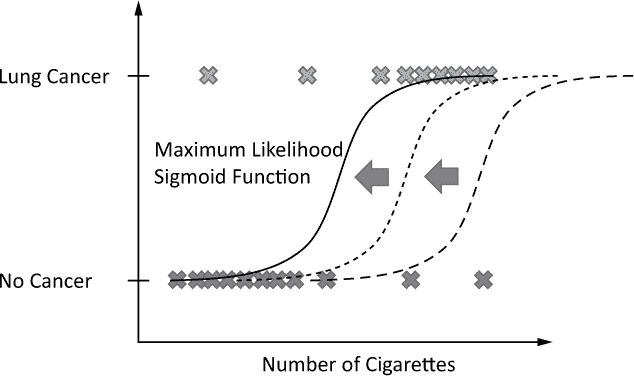 Lung Cancer
Maximum Likelihood
Sigmoid Function
No Cancer
Number of Cigarettes